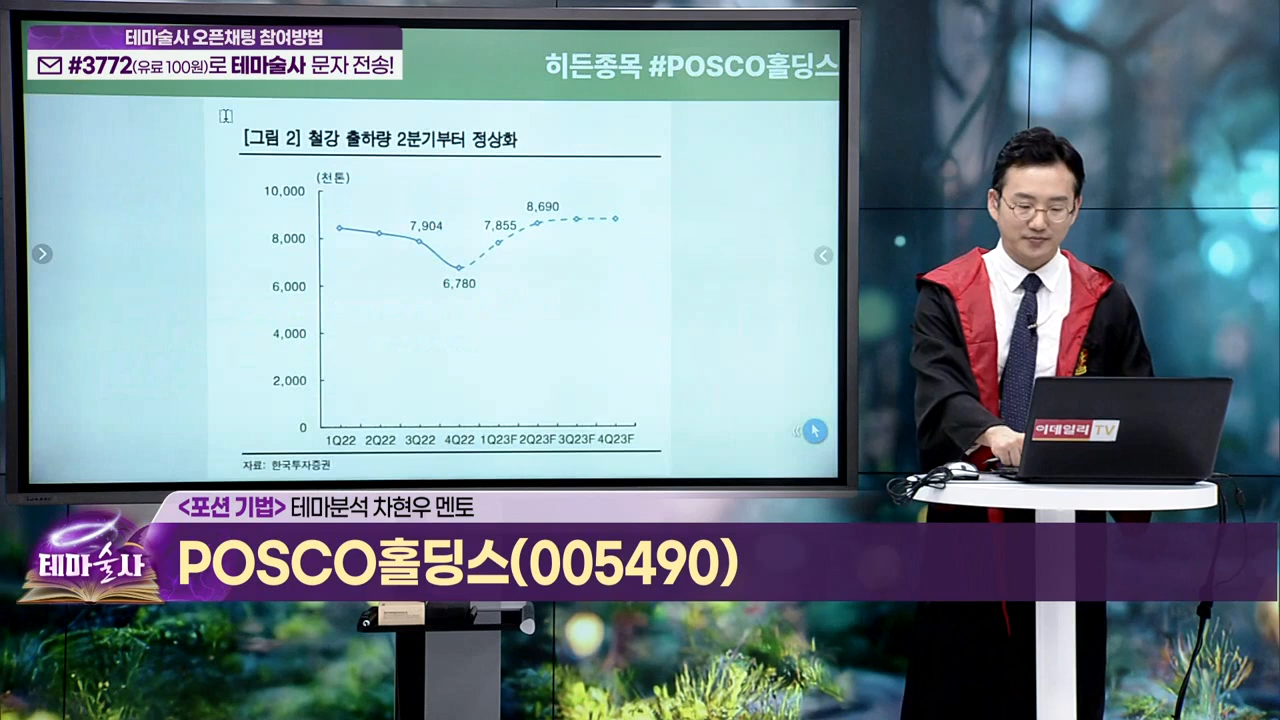 테마술사 오픈채팅 참여방법
#3772(유료 100원)로 테마술사 문자 전송!
히든종목 #POSCO홀딩스
[그림 2] 철강 출하량 2분기부터 정상화
(천톤)
10,000
8,000
6,000
4,000
2,000
0
7,904
6,780
7,855
8,690
1Q22 2Q22 3Q22 4Q22 1Q23F 2Q23F 3Q23F 4Q23F
자료: 한국투자증권
이데일리TV
<포션 기법> 테마분석 차현우 멘토
테마술사
POSCO홀딩스(005490)